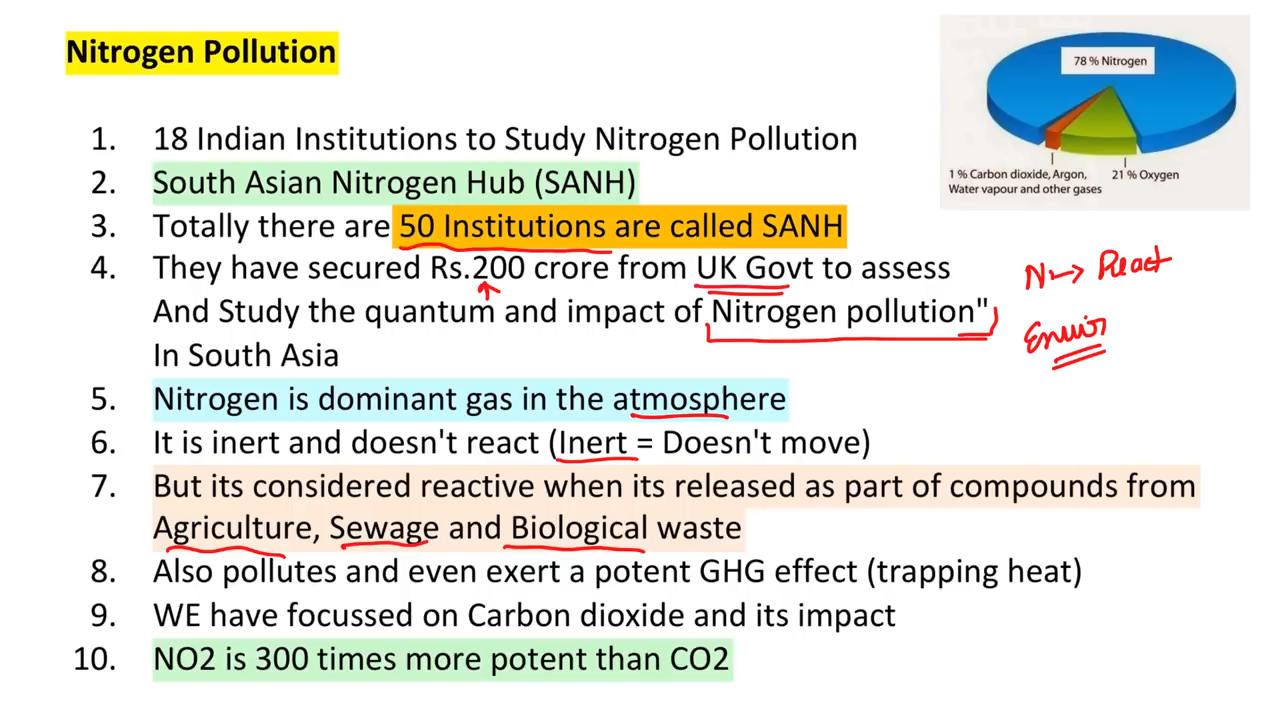 Nitrogen Pollution
78 % Nitrogen
1 % Carbon dioxide, Argon,
Water vapour and other gases
21 % Oxygen
1. 18 Indian Institutions to Study Nitrogen Pollution
2. South Asian Nitrogen Hub (SANH)
3. Totally there are 50 Institutions are called SANH
4. They have secured Rs.200 crore from UK Govt to assess
And Study the quantum and impact of Nitrogen pollution"
In South Asia
N → React
Envir
5. Nitrogen is dominant gas in the atmosphere
6. It is inert and doesn't react (Inert = Doesn't move)
7. But its considered reactive when its released as part of compounds from
Agriculture, Sewage and Biological waste
8. Also pollutes and even exert a potent GHG effect (trapping heat)
9. WE have focussed on Carbon dioxide and its impact
10. NO2 is 300 times more potent than CO2